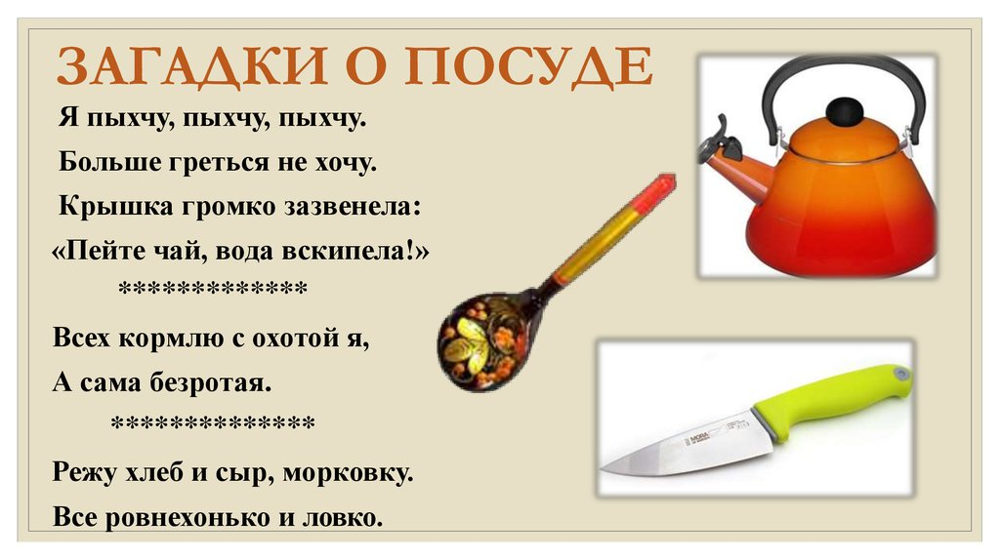 ЗАГАДКИ О ПОСУДЕ
Я пыхчу, пыхчу, пыхчу.
Больше греться не хочу.
Крышка громко зазвенела:
«Пейте чай, вода вскипела!»
*************
Всех кормлю с охотой я,
А сама безротая.
**************
Режу хлеб и сыр, морковку.
Все ровнехонько и ловко.
MORA